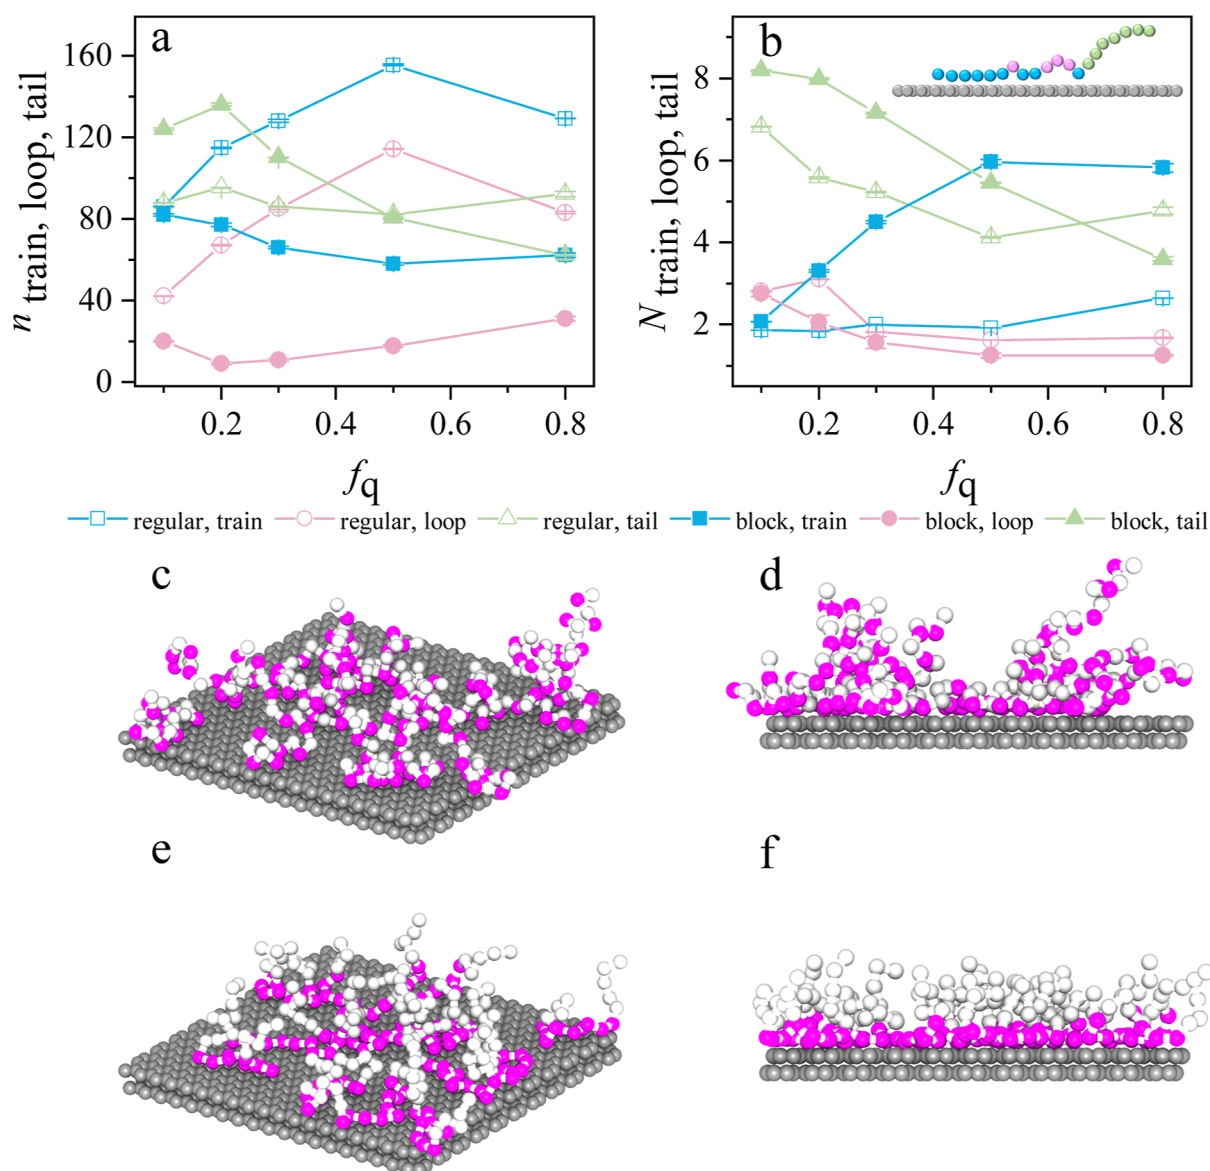 a
n train, loop, tail
160
120
80
40
0
0.2 0.4 0.6 0.8
fq
b
N train, loop, tail
8
6
4
2
0.2 0.4 0.6 0.8
fq
regular, train regular, loop regular, tail block, train block, loop block, tail
c
d
e
f